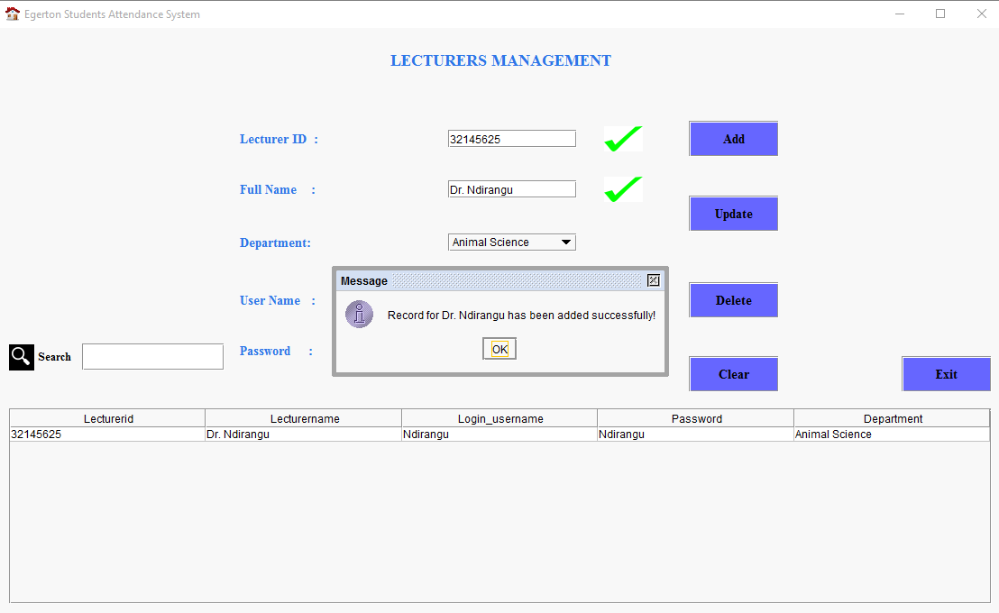 Egerton Students Attendance System
LECTURERS MANAGEMENT
Lecturer ID : 32145625 Add
Full Name : Dr. Ndirangu
Update
Department: Animal Science
Message
User Name : Delete
Record for Dr. Ndirangu has been added successfully!
OK
Search Password :
Clear Exit
Lecturerid Lecturername Login_username Password Department
32145625 Dr. Ndirangu Ndirangu Ndirangu Animal Science